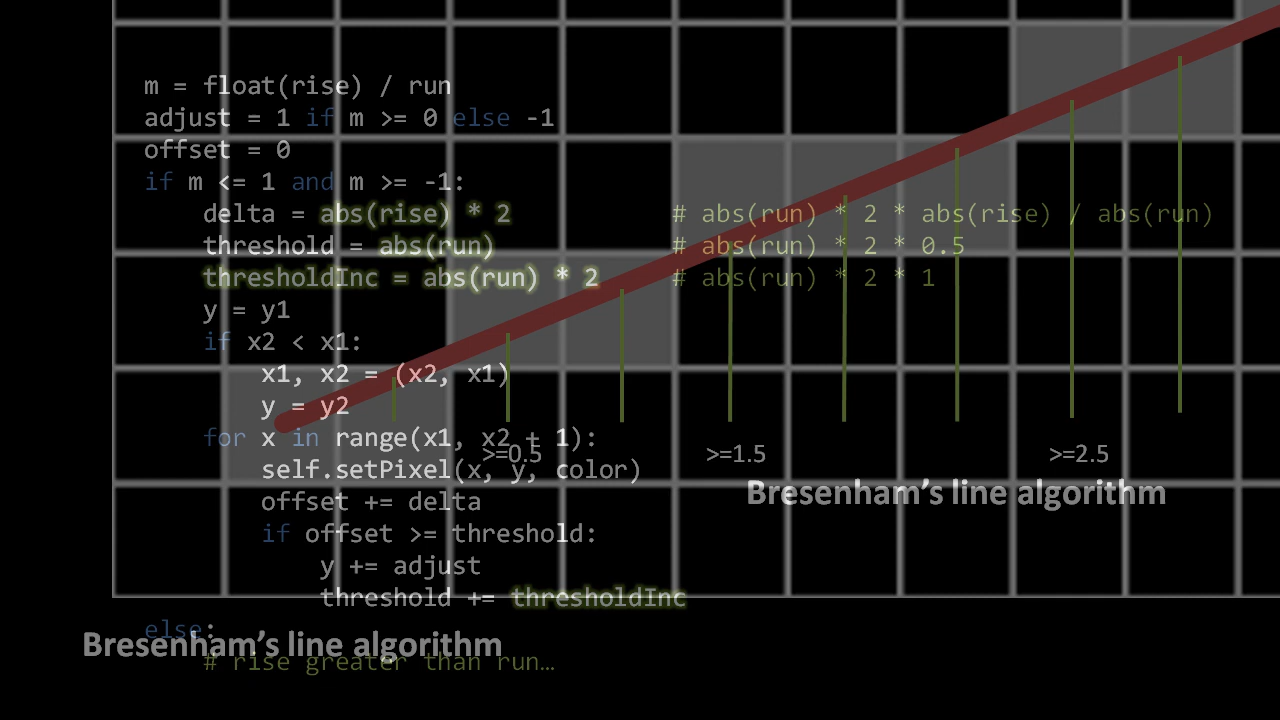 m = float(rise) / run
adjust = 1 if m >= 0 else -1
offset = 0
if m <= 1 and m >= -1:
    delta = abs(rise) * 2    # abs(run) * 2 * abs(rise) / abs(run)
    threshold = abs(run)    # abs(run) * 2 * 0.5
    thresholdInc = abs(run) * 2    # abs(run) * 2 * 1
    y = y1
    if x2 < x1:
        x1, x2 = (x2, x1)
        y = y2
    for x in range(x1, x2 + 1):
        self.setPixel(x, y, color)
        offset += delta
        if offset >= threshold:
            y += adjust
            threshold += thresholdInc
else:
    # rise greater than run…
>=0.5    >=1.5    >=2.5
Bresenham’s line algorithm
Bresenham’s line algorithm